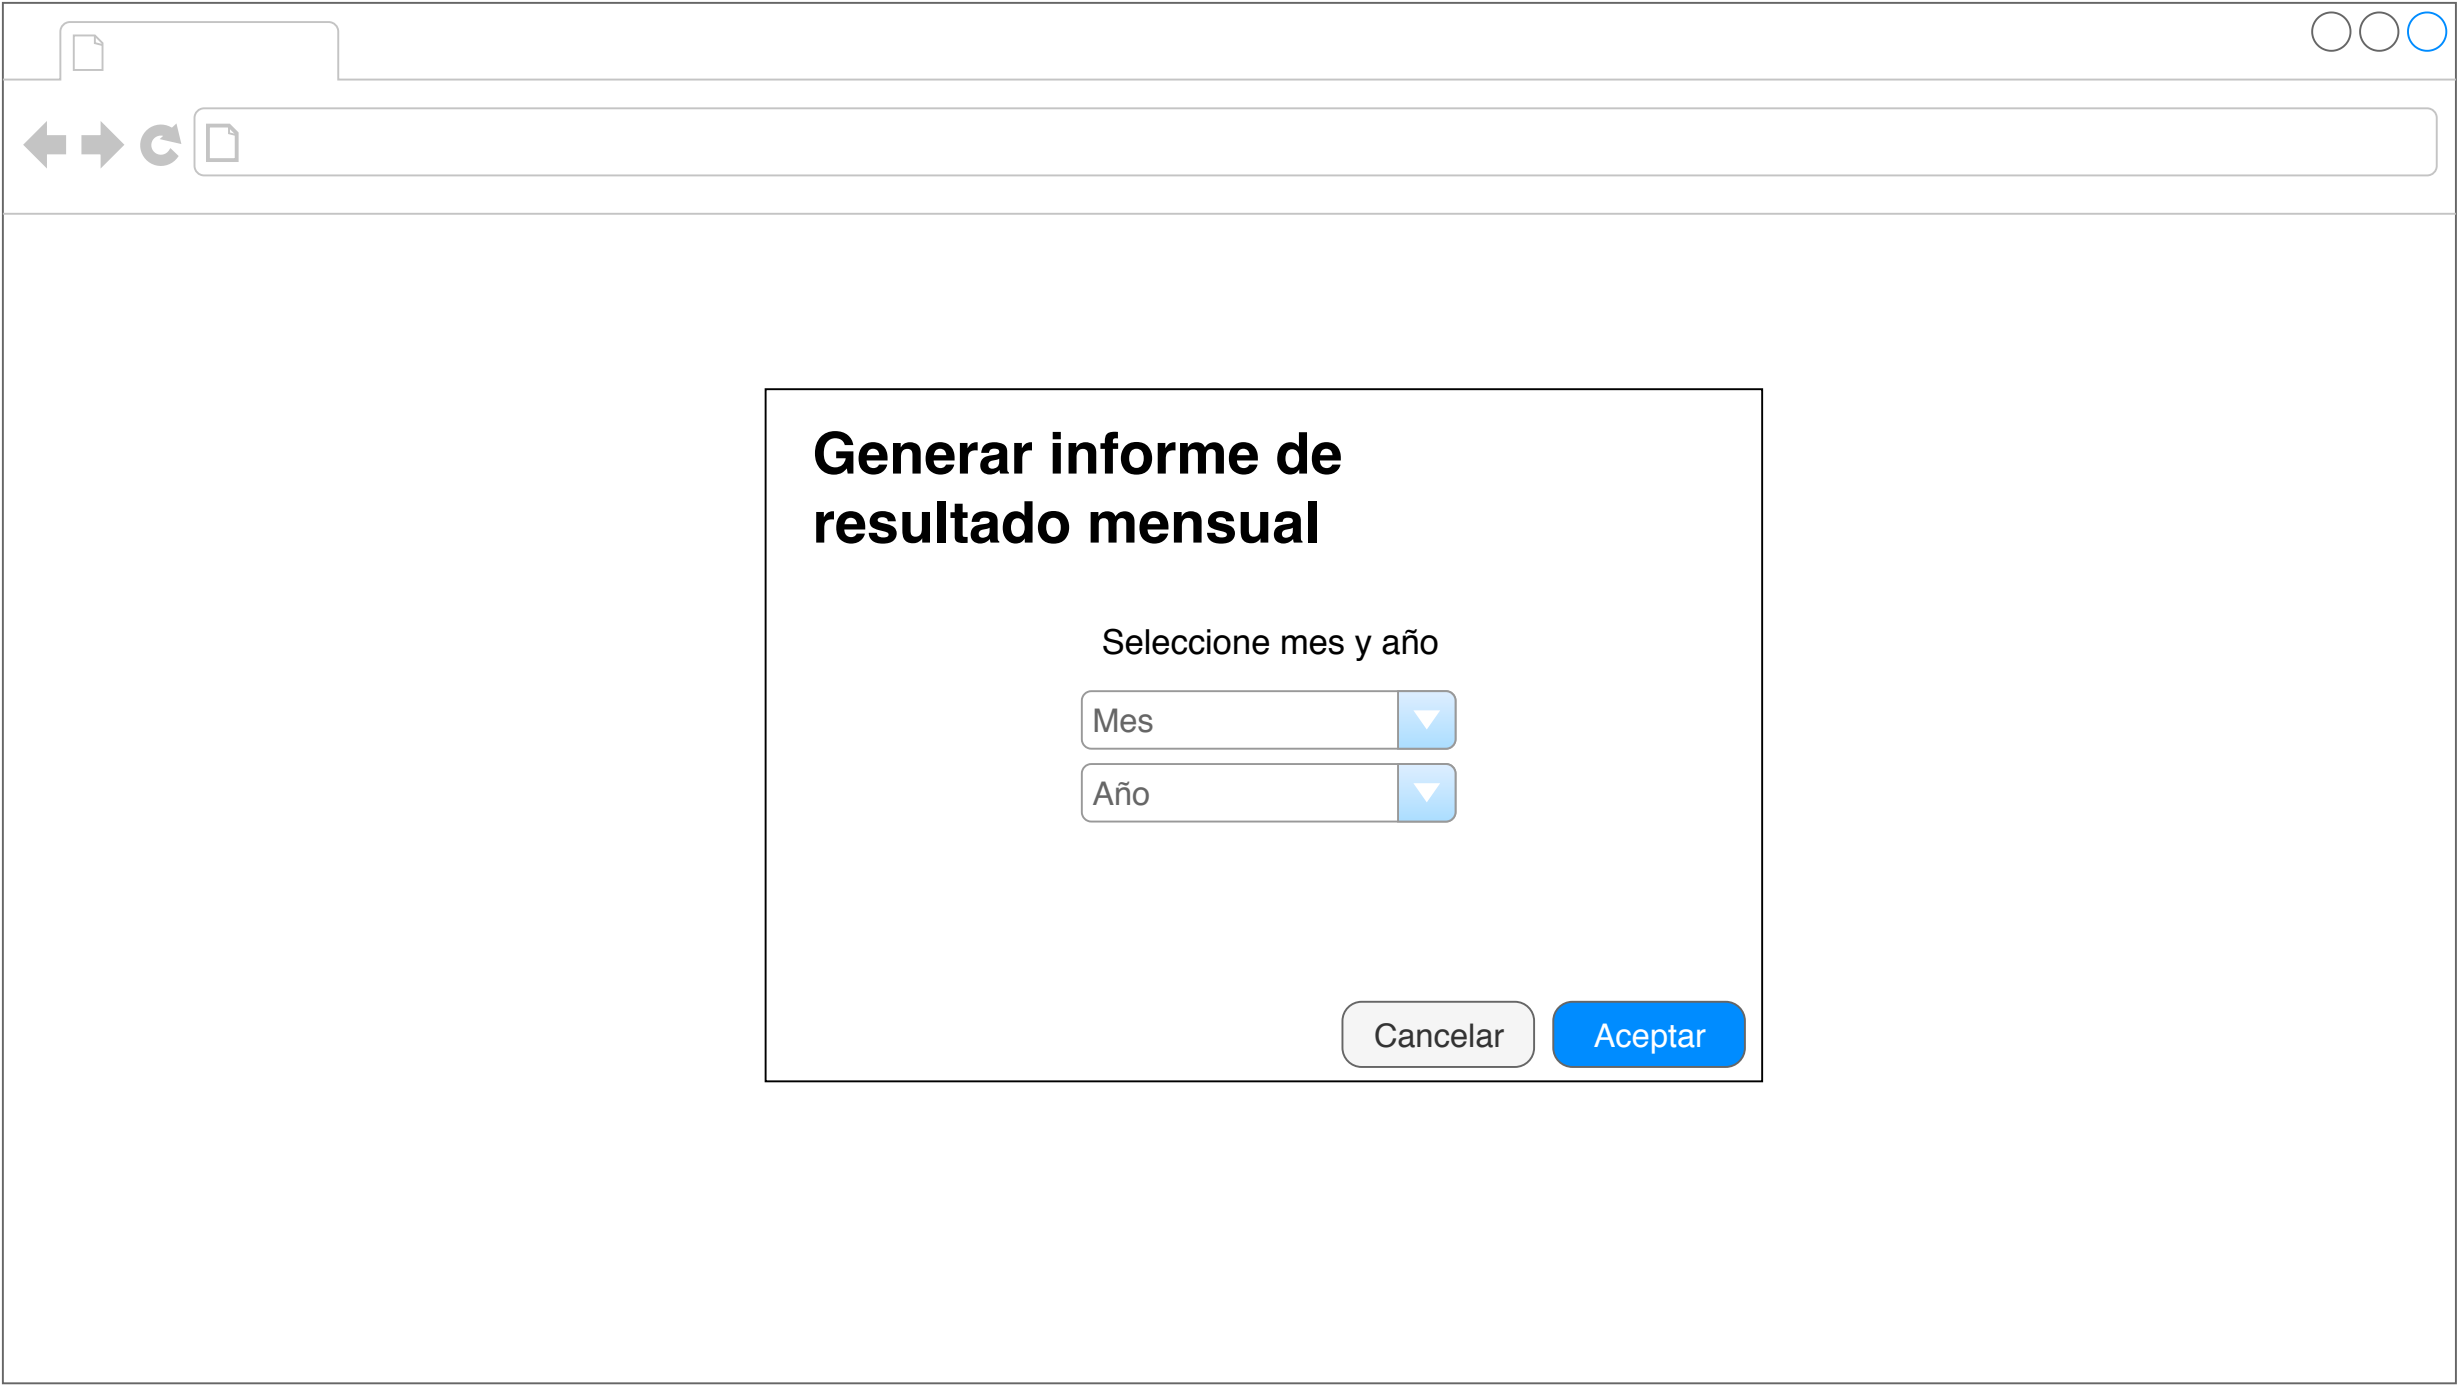 Generar informe de
resultado mensual
Seleccione mes y año
Mes
Año
Cancelar
Aceptar